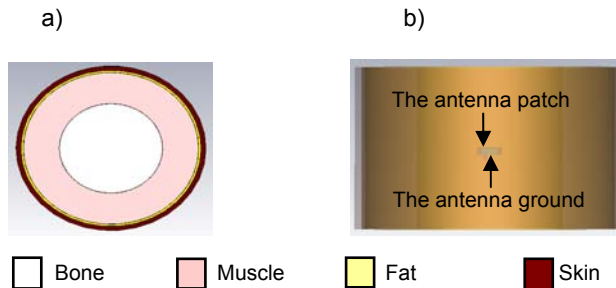 a)
b)
The antenna patch
The antenna ground
Bone
Muscle
Fat
Skin